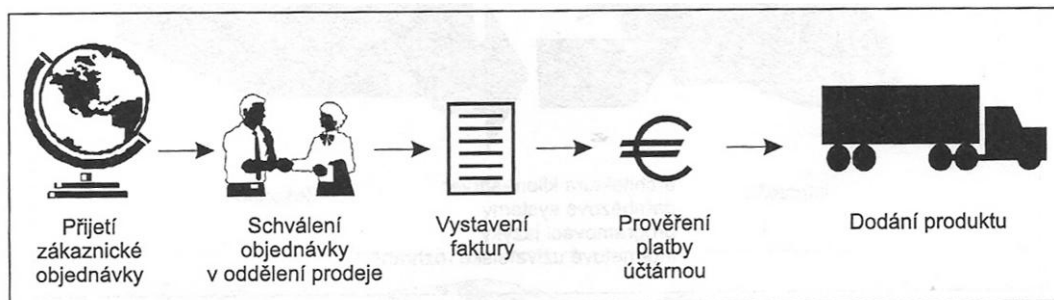 Přijetí
zákaznické
objednávky
Schválení
objednávky
v oddělení prodeje
Vystavení
faktury
Prověření
platby
účtárnou
Dodání produktu